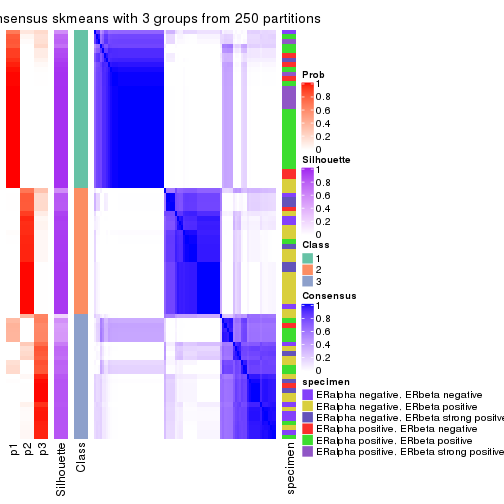 nsensus skmeans with 3 groups from 250 partitions
Prob
1
0.8
0.6
0.4
0.2
0
Silhouette
1
0.8
0.6
0.4
0.2
0
Class
1
2
3
Consensus
1
0.8
0.6
0.4
0.2
0
specimen
ERalpha negative. ERbeta negative
ERalpha negative. ERbeta positive
ERalpha negative. ERbeta strong positive
ERalpha positive. ERbeta negative
ERalpha positive. ERbeta positive
ERalpha positive. ERbeta strong positive
p1
p2
p3
Silhouette
Class
specimen